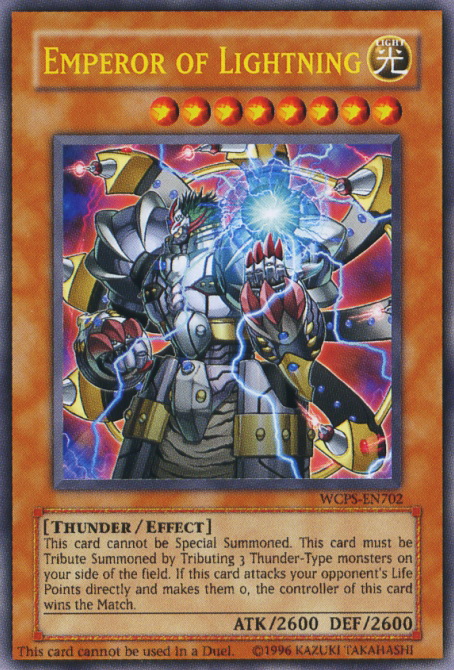 EMPEROR OF LIGHTNING
LIGHT
光
WCPS-EN702
[THUNDER/EFFECT]
This card cannot be Special Summoned. This card must be
Tribute Summoned by Tributing 3 Thunder-Type monsters on
your side of the field. If this card attacks your opponent's Life
Points directly and makes them 0, the controller of this card
wins the Match.
ATK/2600 DEF/2600
This card cannot be used in a Duel. ©1996 KAZUKI TAKAHASHI